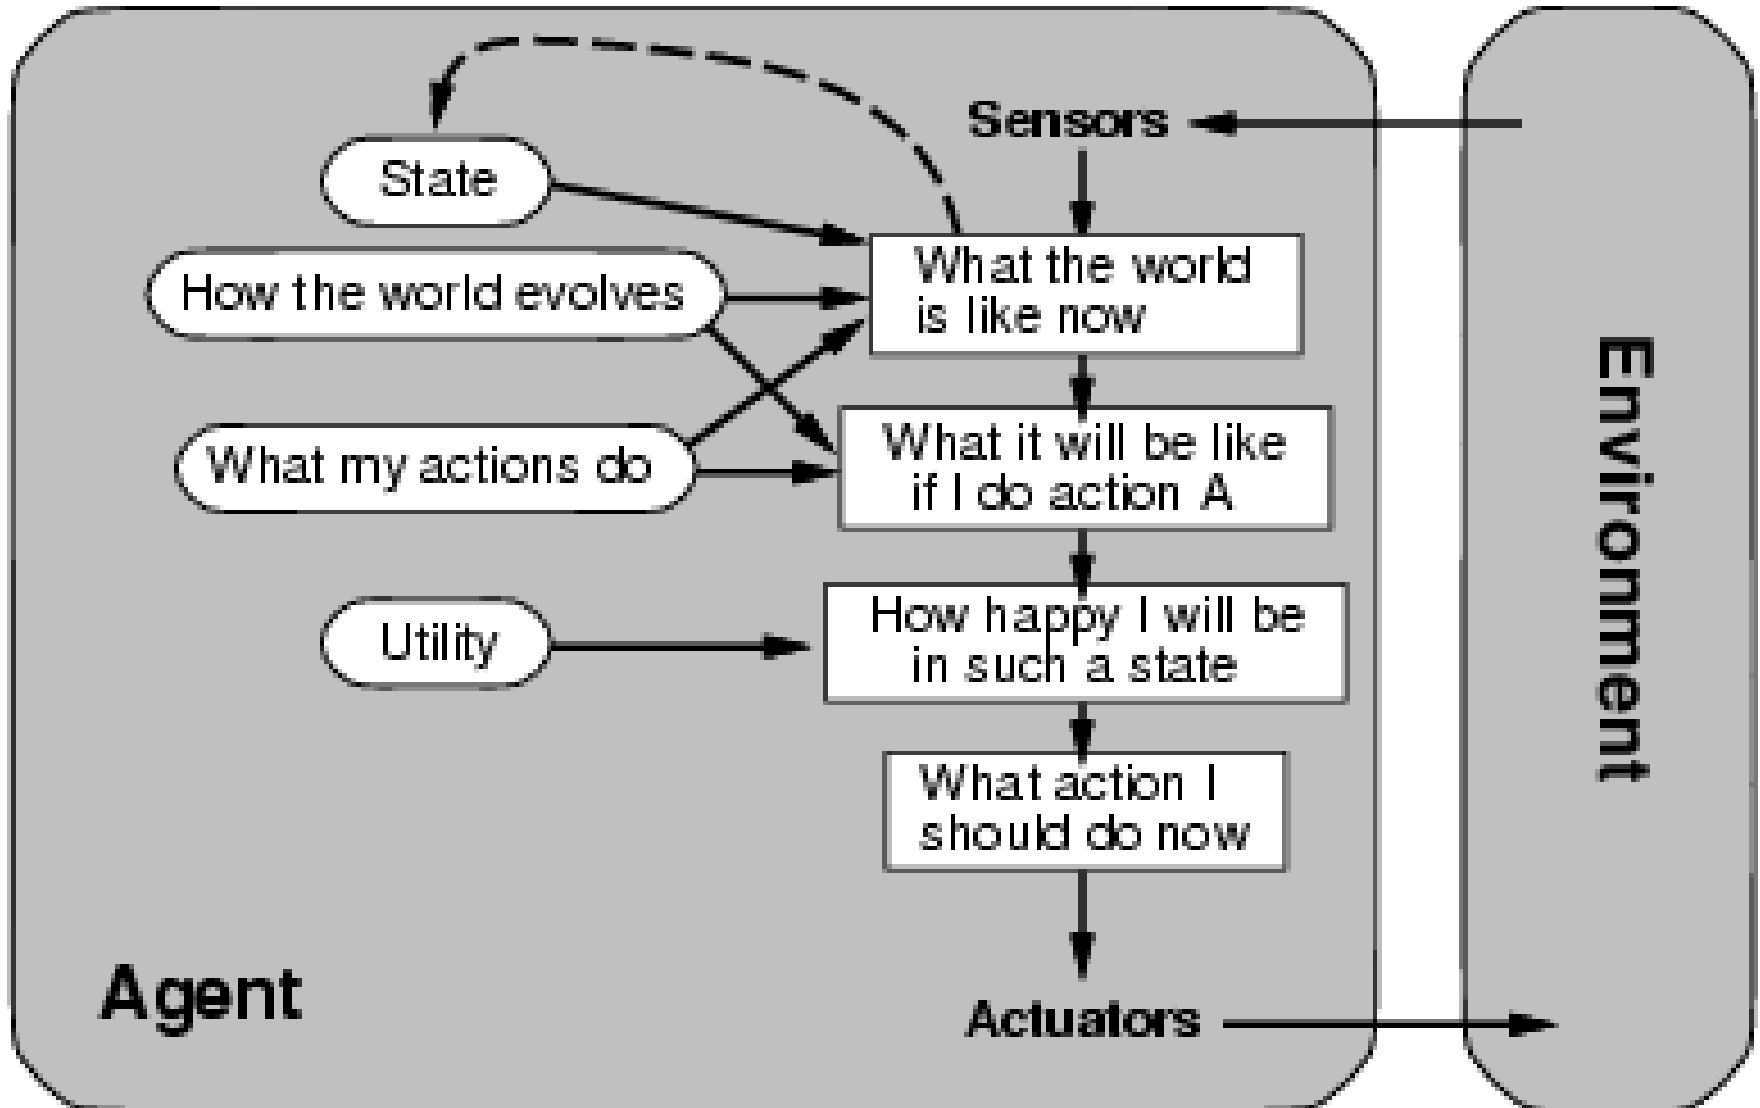 Sensors
State
What the world
is like now
How the world evolves
What my actions do
What it will be like
if I do action A
Utility
How happy I will be
in such a state
What action I
should do now
Agent
Actuators
Environment